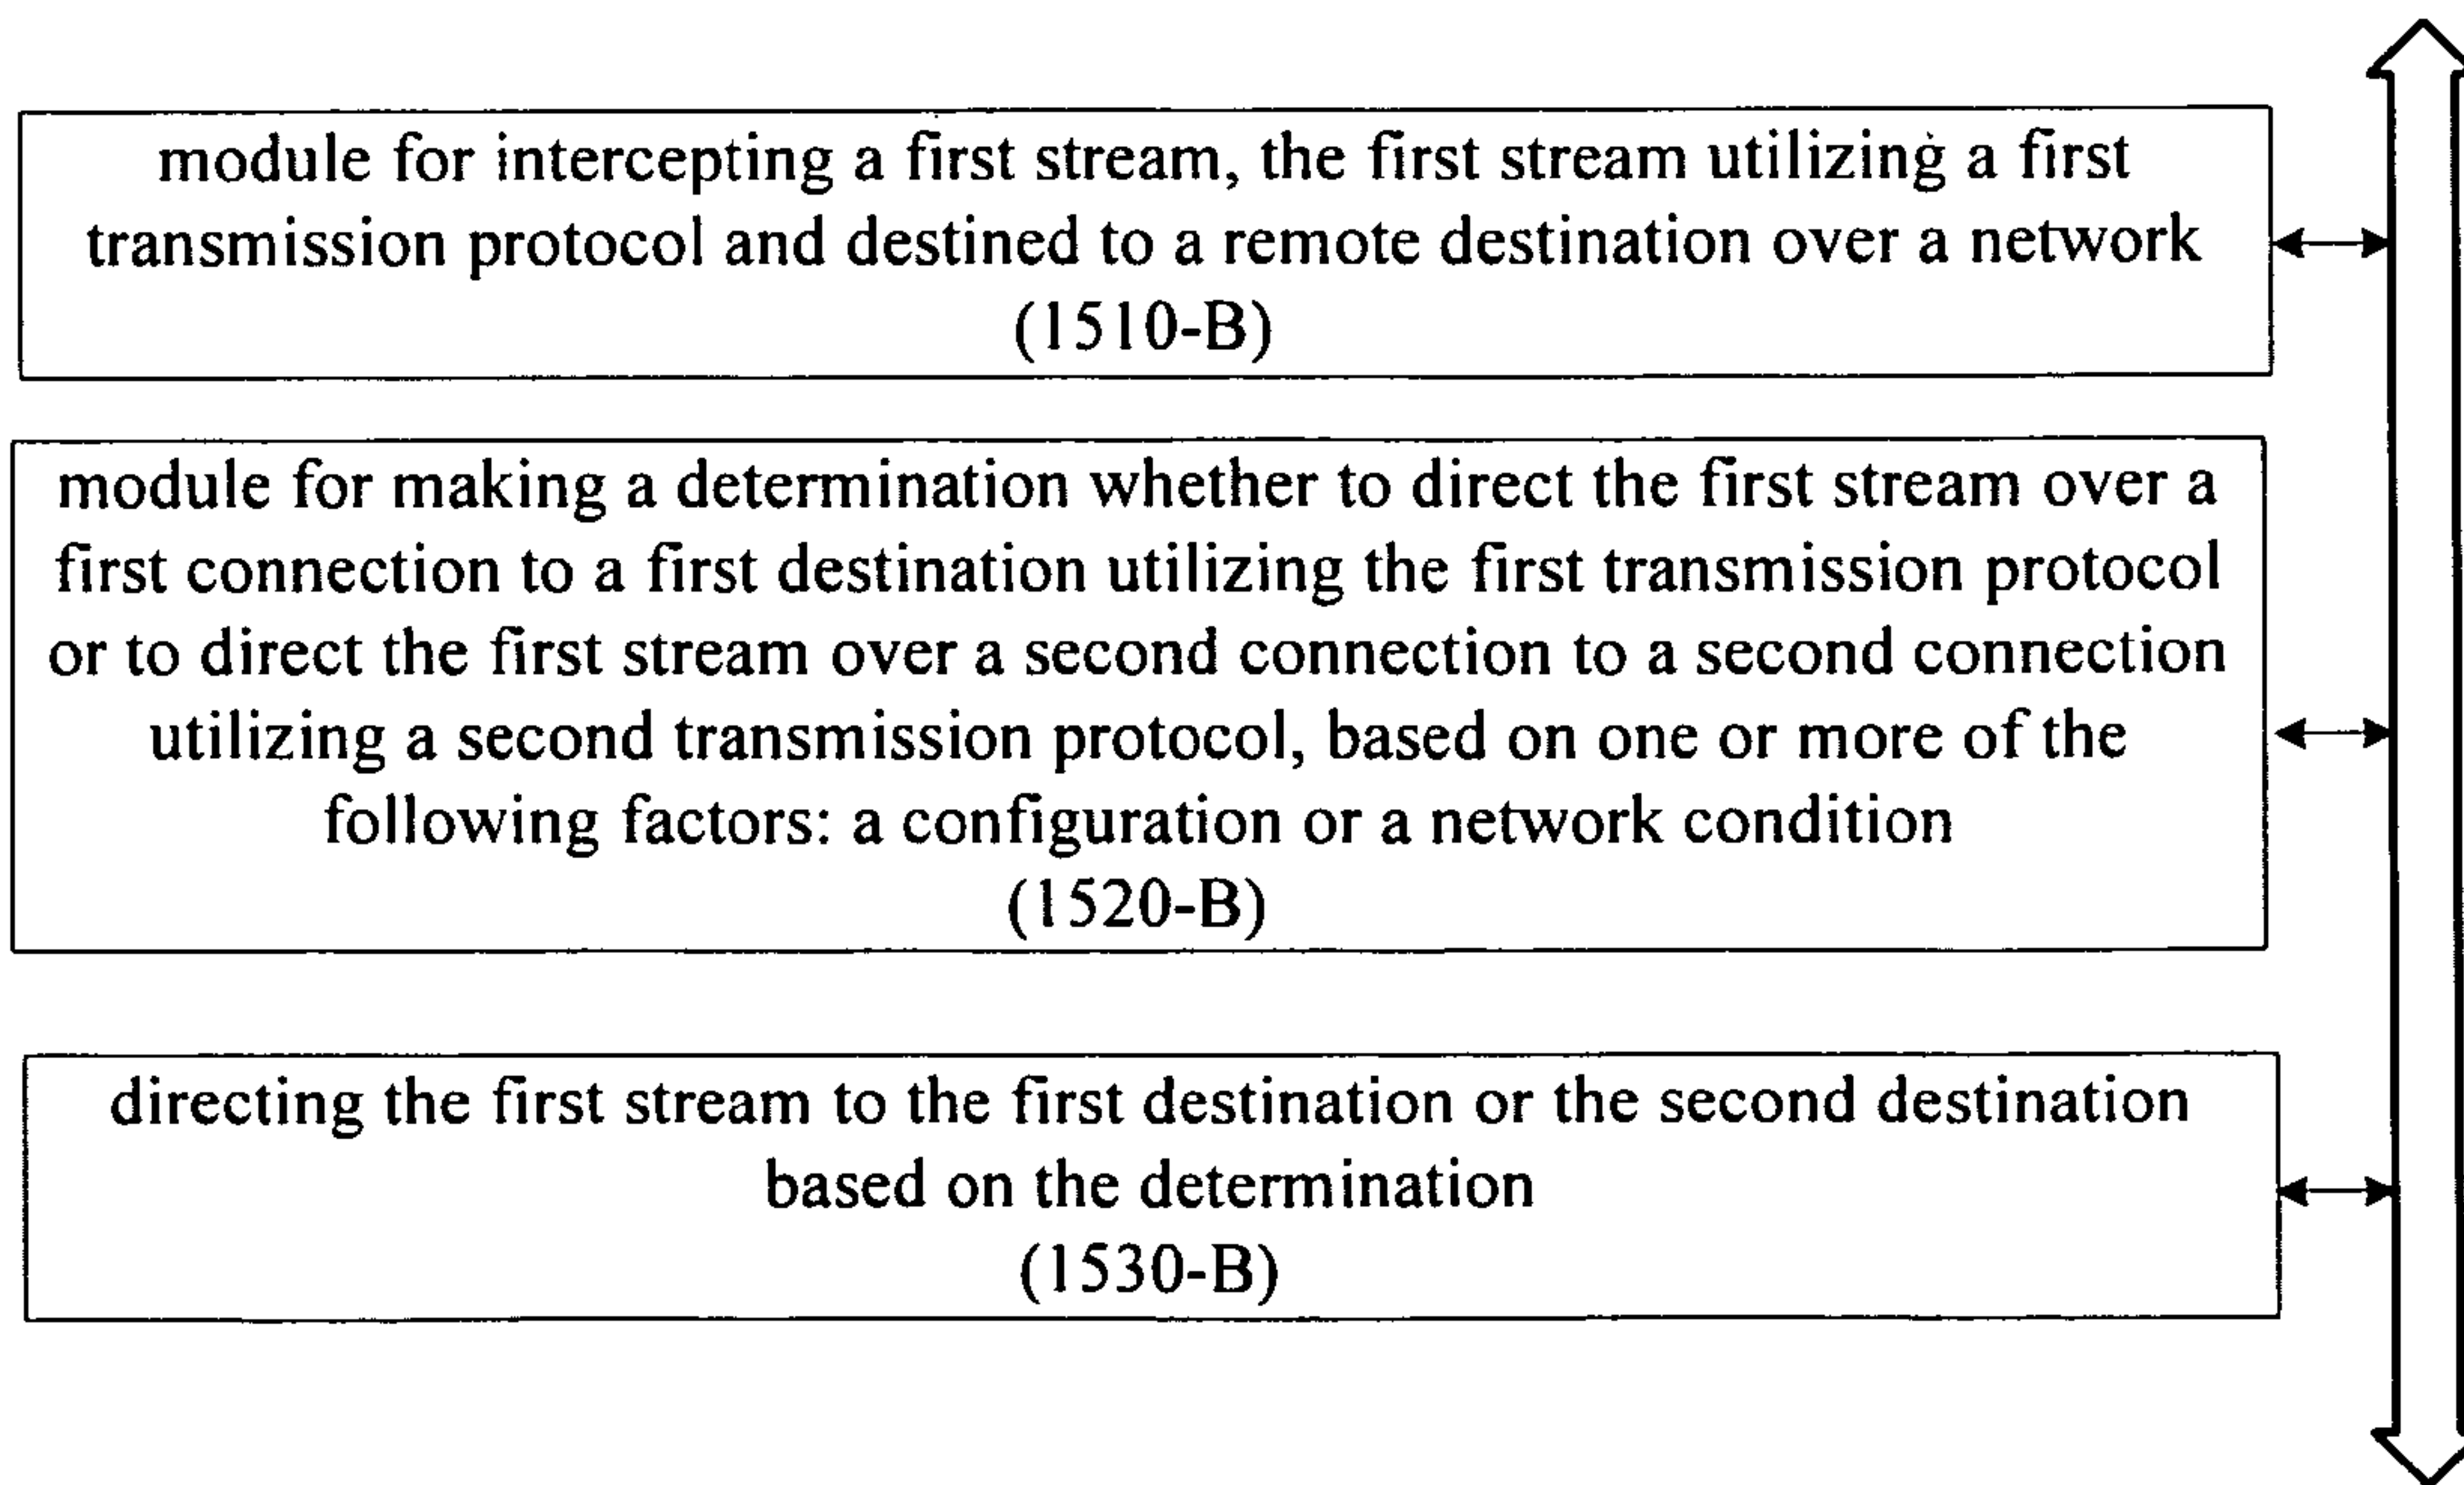 module for intercepting a first stream, the first stream utilizing a first
transmission protocol and destined to a remote destination over a network
(1510-B)
module for making a determination whether to direct the first stream over a
first connection to a first destination utilizing the first transmission protocol
or to direct the first stream over a second connection to a second connection
utilizing a second transmission protocol, based on one or more of the
following factors: a configuration or a network condition
(1520-B)
directing the first stream to the first destination or the second destination
based on the determination
(1530-B)